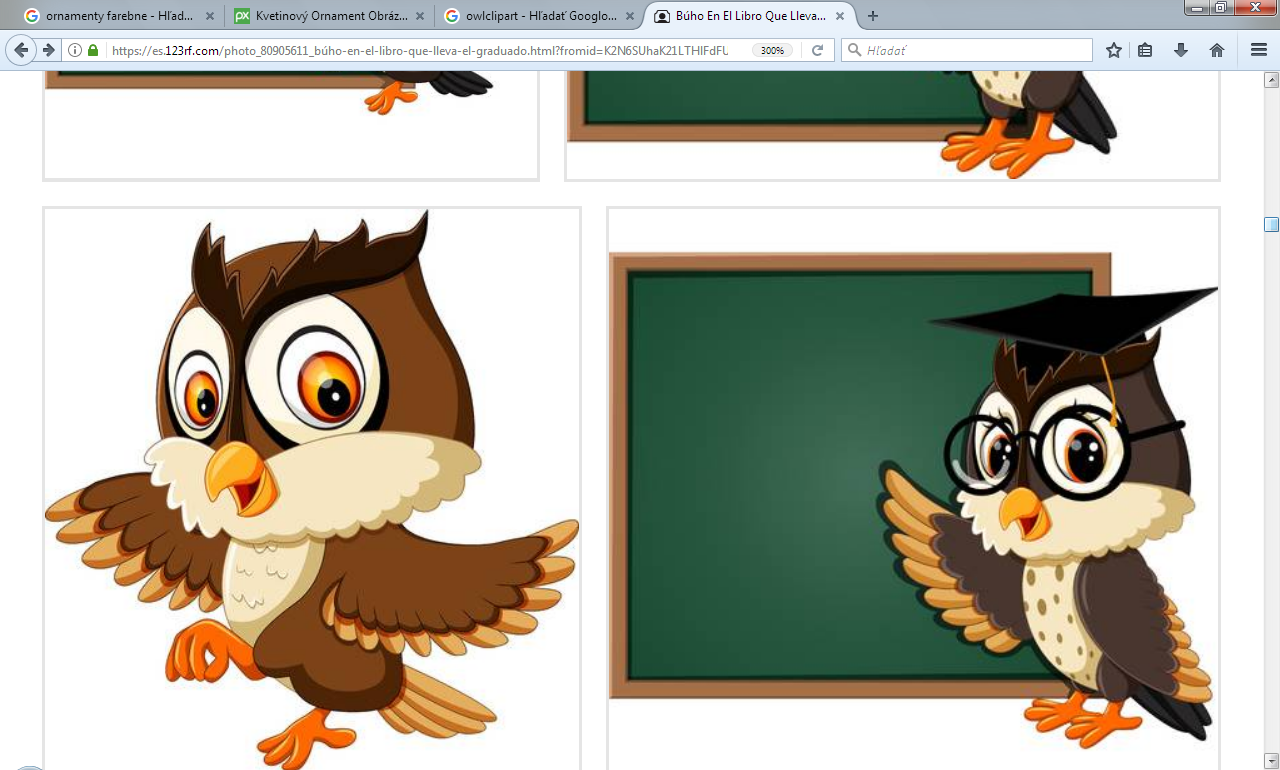 ornamenty farebne - Hľad...
Kvetinový Ornament Obráz...
owlclipart - Hľadať Googlo...
Búho En El Libro Que Lleva...
https://es.123rf.com/photo_80905611_búho-en-el-libro-que-lleva-el-graduado.html?fromid=K2N6SUhaK21LTHlFdFU
300%
Hľadať